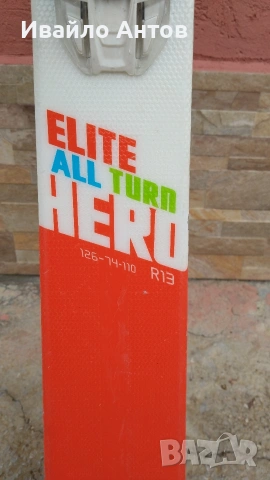 Ивайло Антов
ELITE
ALL TURN
HERO
126-74-110 R13
BAZAR